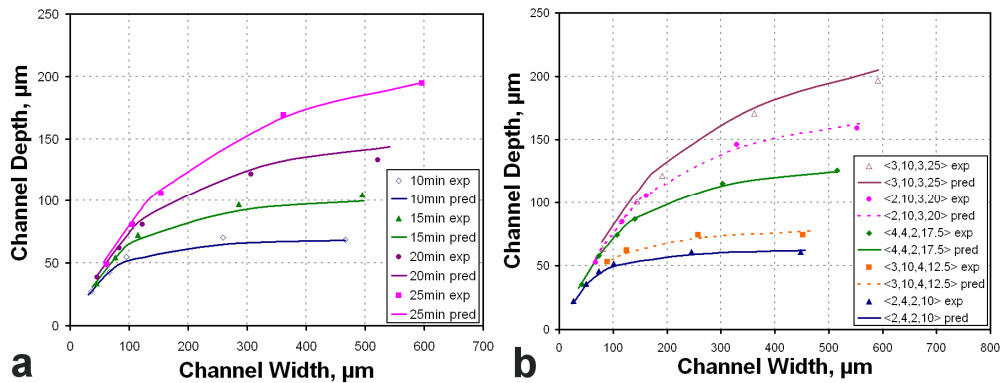 250
200
150
100
50
0
Channel Depth, µm
0 100 200 300 400 500 600 700
Channel Width, µm
10min exp
10min pred
15min exp
15min pred
20min exp
20min pred
25min exp
25min pred
a
250
200
150
100
50
0
Channel Depth, µm
0 100 200 300 400 500 600 700 800
Channel Width, µm
<3,10,3,25> exp
<3,10,3,25> pred
<2,10,3,20> exp
<2,10,3,20> pred
<4,4,2,17.5> exp
<4,4,2,17.5> pred
<3,10,4,12.5> exp
<3,10,4,12.5> pred
<2,4,2,10> exp
<2,4,2,10> pred
b